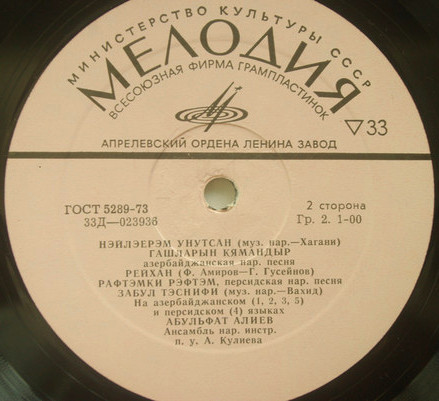 МИНИСТЕРСТВО КУЛЬТУРЫ СССР
МЕЛОДИЯ
ВСЕСОЮЗНАЯ ФИРМА ГРАМПЛАСТИНОК
▽33
АПРЕЛЕВСКИЙ ОРДЕНА ЛЕНИНА ЗАВОД
ГОСТ 5289-73
33Д—023936
2 сторона
Гр. 2. 1-00
НЭЙЛЭЕРЭМ УНУТСАН (муз. нар.—Хагани)
ГАШЛАРЫН КЯМАНДЫР
азербайджанская нар. песня
РЕЙХАН (Ф. Амиров—Г. Гусейнов)
РАФТЭМКИ РЭФТЭМ, персидская нар. песня
ЗАБУЛ ТЭСНИФИ (муз. нар.—Вахид)
На азербайджанском (1, 2, 3, 5)
и персидском (4) языках
АБУЛЬФАТ АЛИЕВ
Ансамбль нар. инстр.
п. у. А. Кулиева